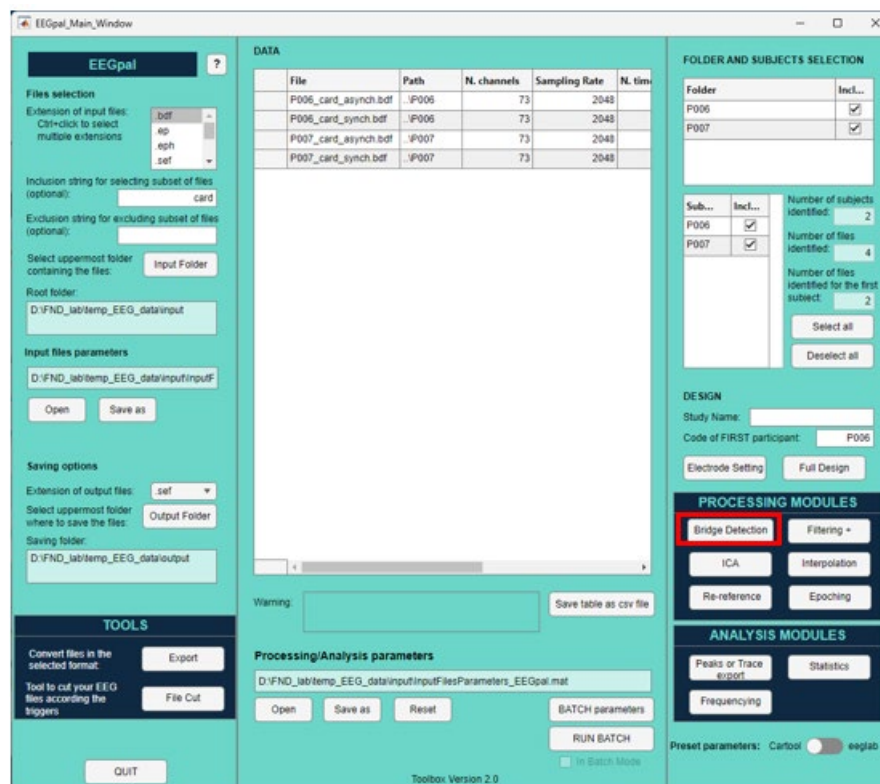 EEGpal_Main_Window
EEGpal
?
Files selection
Extension of input files:
Ctrl+click to select
multiple extensions
.bdf
.ep
.eph
.sef
Inclusion string for selecting subset of files
(optional):
card
Exclusion string for excluding subset of files
(optional):
Select uppermost folder
containing the files:
Input Folder
Root folder:
D:\FND_lab\temp_EEG_data\input
Input files parameters
D:\FND_lab\temp_EEG_data\input\InputF
Open
Save as
Saving options
Extension of output files:
.sef
Select uppermost folder
where to save the files:
Output Folder
Saving folder:
D:\FND_lab\temp_EEG_data\output
TOOLS
Convert files in the
selected format:
Export
Tool to cut your EEG
files according the
triggers
File Cut
QUIT
DATA
File Path N. channels Sampling Rate N. tim
P006_card_asynch.bdf ..\P006 73 2048
P006_card_synch.bdf ..\P006 73 2048
P007_card_asynch.bdf ..\P007 73 2048
P007_card_synch.bdf ..\P007 73 2048
Warning:
Save table as csv file
Processing/Analysis parameters
D:\FND_lab\temp_EEG_data\input\InputFilesParameters_EEGpal.mat
Open
Save as
Reset
BATCH parameters
RUN BATCH
In Batch Mode
Toolbox Version 2.0
FOLDER AND SUBJECTS SELECTION
Folder Incl...
P006
P007
Sub... Incl...
P006
P007
Number of subjects
identified: 2
Number of files
identified: 4
Number of files
identified for the first
subject: 2
Select all
Deselect all
DESIGN
Study Name:
Code of FIRST participant: P006
Electrode Setting
Full Design
PROCESSING MODULES
Bridge Detection
Filtering +
ICA
Interpolation
Re-reference
Epoching
ANALYSIS MODULES
Peaks or Trace
export
Statistics
Frequencying
Preset parameters: Cartool eeglab